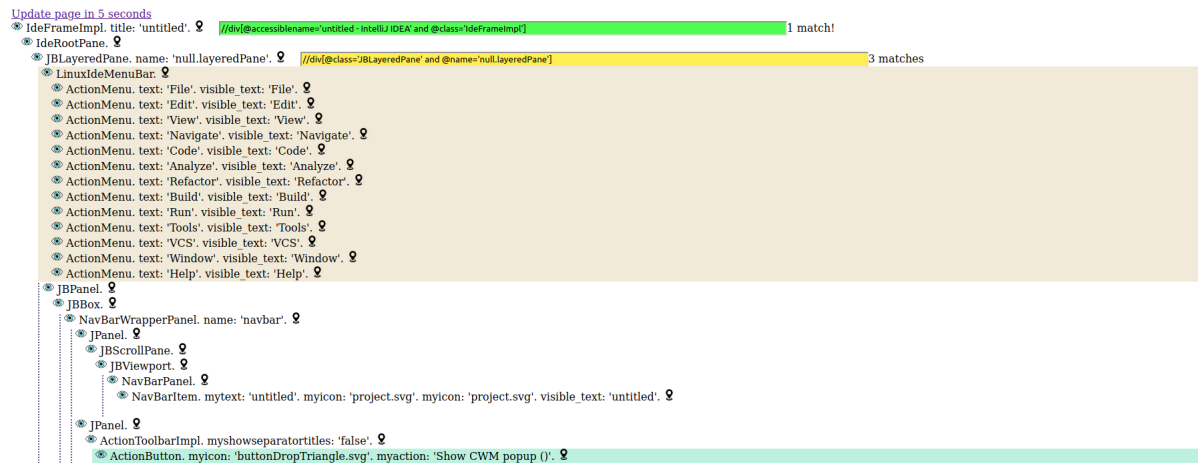 Update page in 5 seconds
IdeFrameImpl. title: 'untitled'. //div[@accessiblename='untitled - IntelliJ IDEA' and @class='IdeFrameImpl'] 1 match!
IdeRootPane.
JBLayeredPane. name: 'null.layeredPane'. //div[@class='JBLayeredPane' and @name='null.layeredPane'] 3 matches
LinuxIdeMenuBar.
ActionMenu. text: 'File'. visible_text: 'File'.
ActionMenu. text: 'Edit'. visible_text: 'Edit'.
ActionMenu. text: 'View'. visible_text: 'View'.
ActionMenu. text: 'Navigate'. visible_text: 'Navigate'.
ActionMenu. text: 'Code'. visible_text: 'Code'.
ActionMenu. text: 'Analyze'. visible_text: 'Analyze'.
ActionMenu. text: 'Refactor'. visible_text: 'Refactor'.
ActionMenu. text: 'Build'. visible_text: 'Build'.
ActionMenu. text: 'Run'. visible_text: 'Run'.
ActionMenu. text: 'Tools'. visible_text: 'Tools'.
ActionMenu. text: 'VCS'. visible_text: 'VCS'.
ActionMenu. text: 'Window'. visible_text: 'Window'.
ActionMenu. text: 'Help'. visible_text: 'Help'.
JBPanel.
JBBox.
NavBarWrapperPanel. name: 'navbar'.
JPanel.
JBScrollPane.
JBViewport.
NavBarPanel.
NavBarItem. mytext: 'untitled'. myicon: 'project.svg'. myicon: 'project.svg'. visible_text: 'untitled'.
JPanel.
ActionToolbarImpl. myshowseparatortitles: 'false'.
ActionButton. myicon: 'buttonDropTriangle.svg'. myaction: 'Show CWM popup ()'.